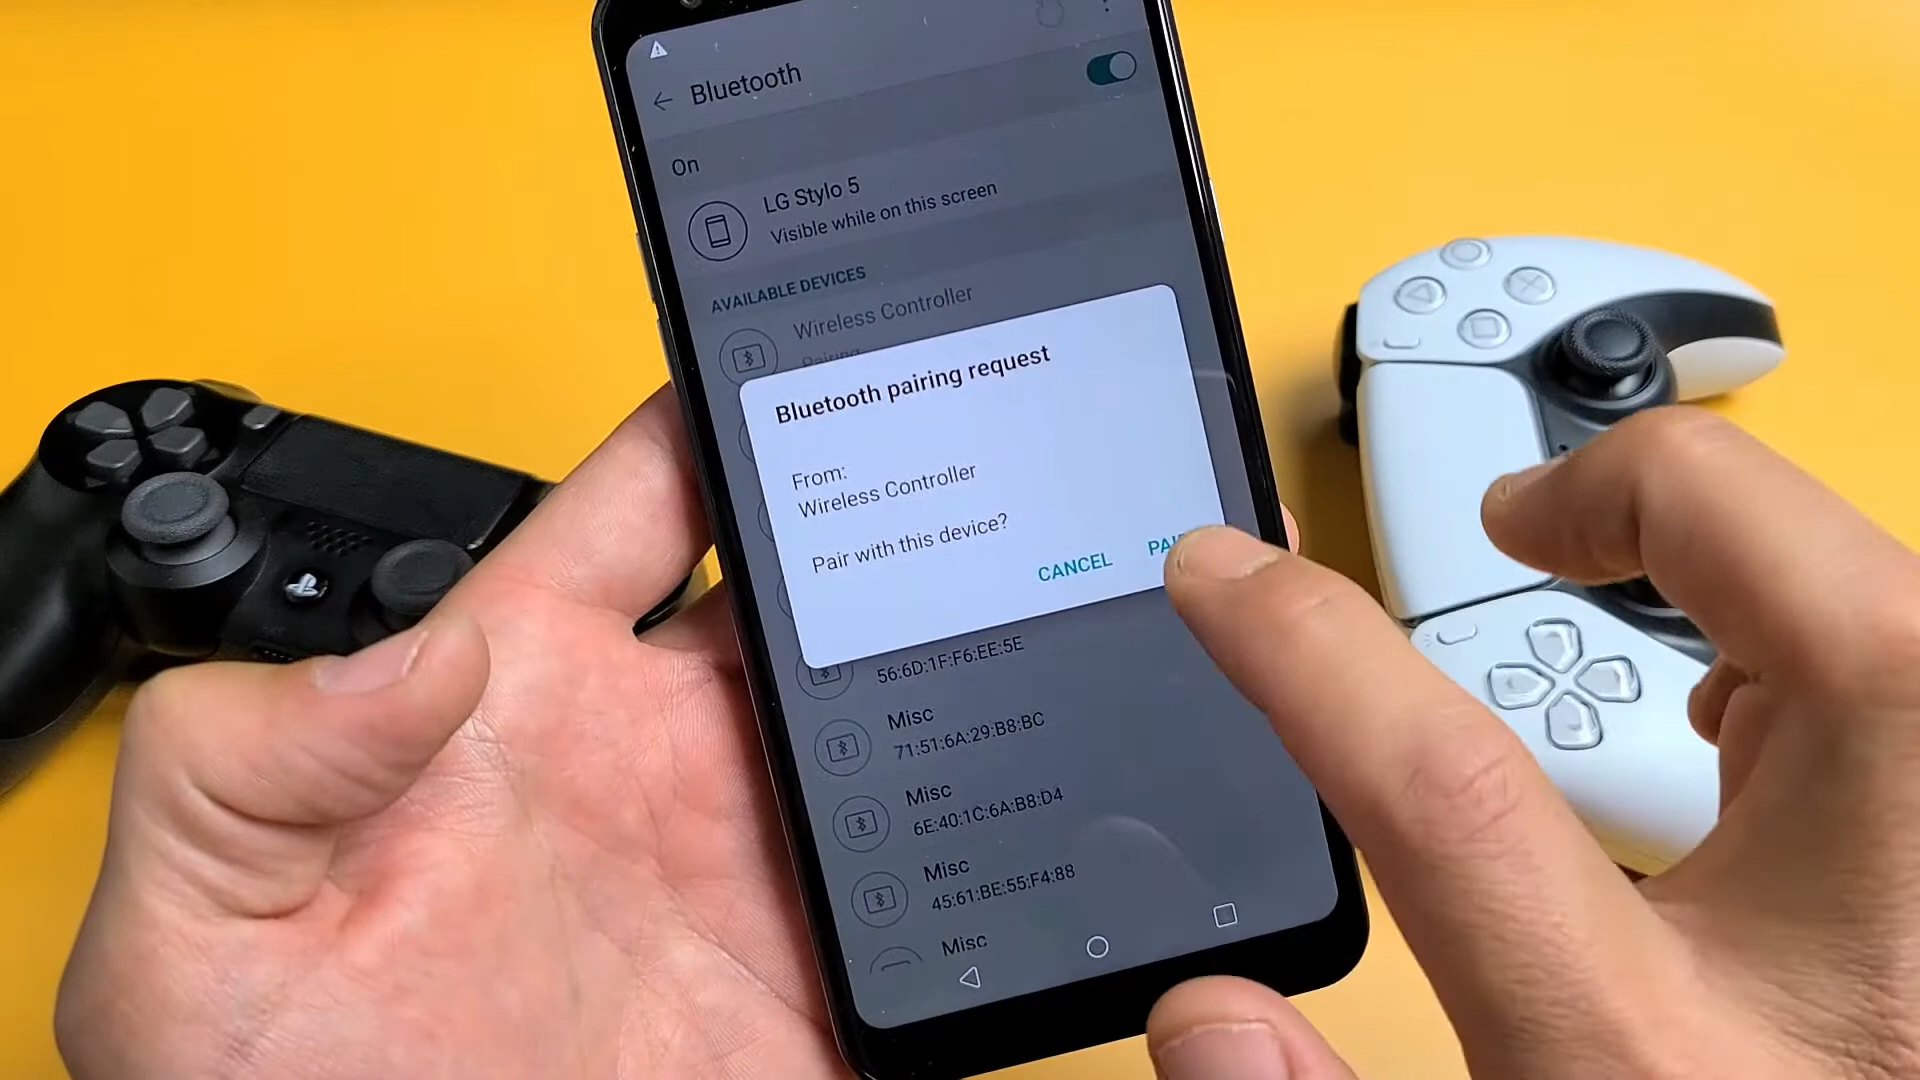 Bluetooth
On
LG Stylo 5
Visible while on this screen
AVAILABLE DEVICES
Wireless Controller
Pairing
Bluetooth pairing request
From:
Wireless Controller
Pair with this device?
CANCEL
56:6D:1F:F6:EE:5E
Misc
71:51:6A:29:B8:BC
Misc
6E:40:1C:6A:B8:D4
Misc
45:61:BE:55:F4:88
Misc